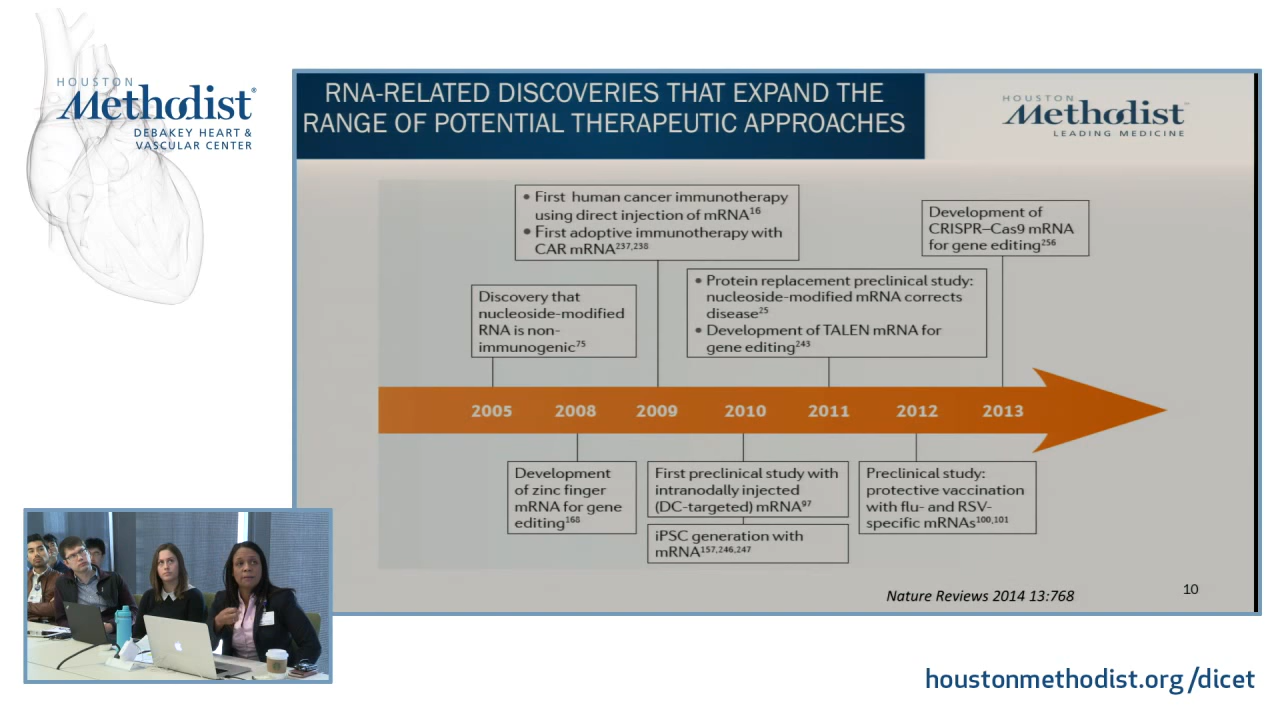 HOUSTON
Methodist®
DEBAKEY HEART &
VASCULAR CENTER
RNA-RELATED DISCOVERIES THAT EXPAND THE
RANGE OF POTENTIAL THERAPEUTIC APPROACHES
HOUSTON
Methodist
LEADING MEDICINE
• First human cancer immunotherapy
using direct injection of mRNA16
• First adoptive immunotherapy with
CAR mRNA237,238
Development of
CRISPR–Cas9 mRNA
for gene editing256
Discovery that
nucleoside-modified
RNA is non-
immunogenic75
• Protein replacement preclinical study:
nucleoside-modified mRNA corrects
disease25
• Development of TALEN mRNA for
gene editing243
2005 2008 2009 2010 2011 2012 2013
Development
of zinc finger
mRNA for gene
editing168
First preclinical study with
intranodally injected
(DC-targeted) mRNA97
iPSC generation with
mRNA157,246,247
Preclinical study:
protective vaccination
with flu- and RSV-
specific mRNAs100,101
Nature Reviews 2014 13:768
10
houstonmethodist.org/dicet